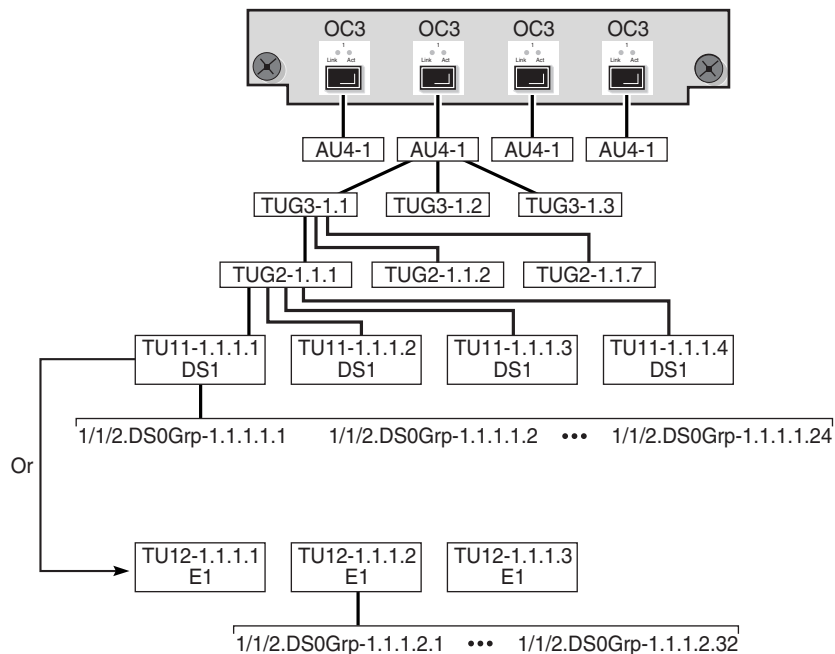 OC3 OC3 OC3 OC3
1 1 1 1
Link Act Link Act Link Act Link Act
AU4-1 AU4-1 AU4-1 AU4-1
TUG3-1.1 TUG3-1.2 TUG3-1.3
TUG2-1.1.1 TUG2-1.1.2 TUG2-1.1.7
TU11-1.1.1.1 TU11-1.1.1.2 TU11-1.1.1.3 TU11-1.1.1.4
DS1 DS1 DS1 DS1
1/1/2.DS0Grp-1.1.1.1.1 1/1/2.DS0Grp-1.1.1.1.2 ••• 1/1/2.DS0Grp-1.1.1.1.24
Or
TU12-1.1.1.1 TU12-1.1.1.2 TU12-1.1.1.3
E1 E1 E1
1/1/2.DS0Grp-1.1.1.2.1 ••• 1/1/2.DS0Grp-1.1.1.2.32